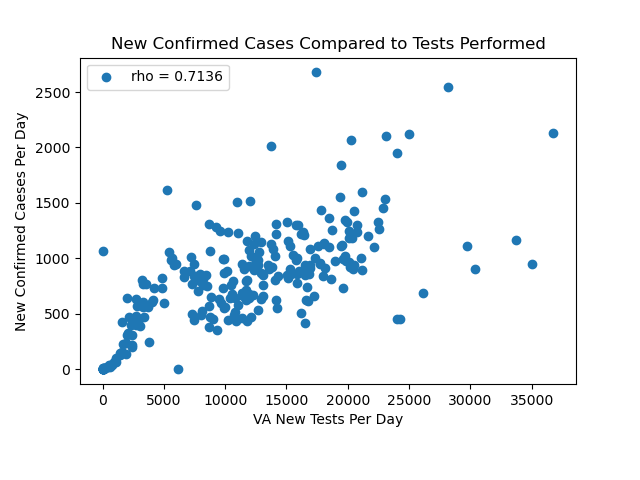 New Confirmed Cases Compared to Tests Performed
rho = 0.7136
New Confirmed Caeses Per Day
2500
2000
1500
1000
500
0
0 5000 10000 15000 20000 25000 30000 35000
VA New Tests Per Day